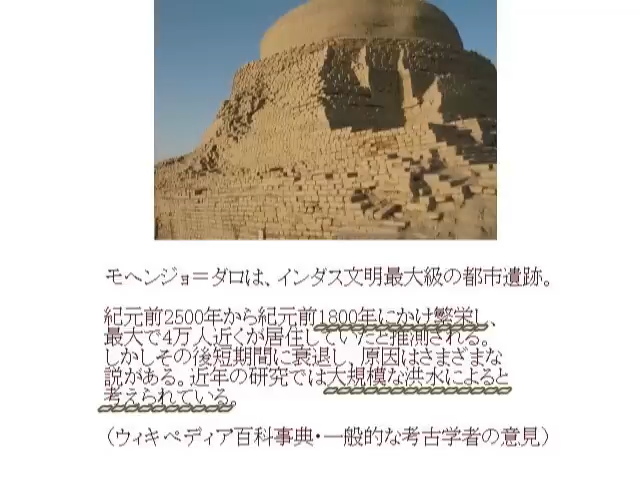 モヘンジョ＝ダロは、インダス文明最大級の都市遺跡。
紀元前2500年から紀元前1800年にかけ繁栄し、
最大で4万人近くが居住していたと推測される。
しかしその後短期間に衰退し、原因はさまざまな
説がある。近年の研究では大規模な洪水によると
考えられている。
（ウィキペディア百科事典・一般的な考古学者の意見）